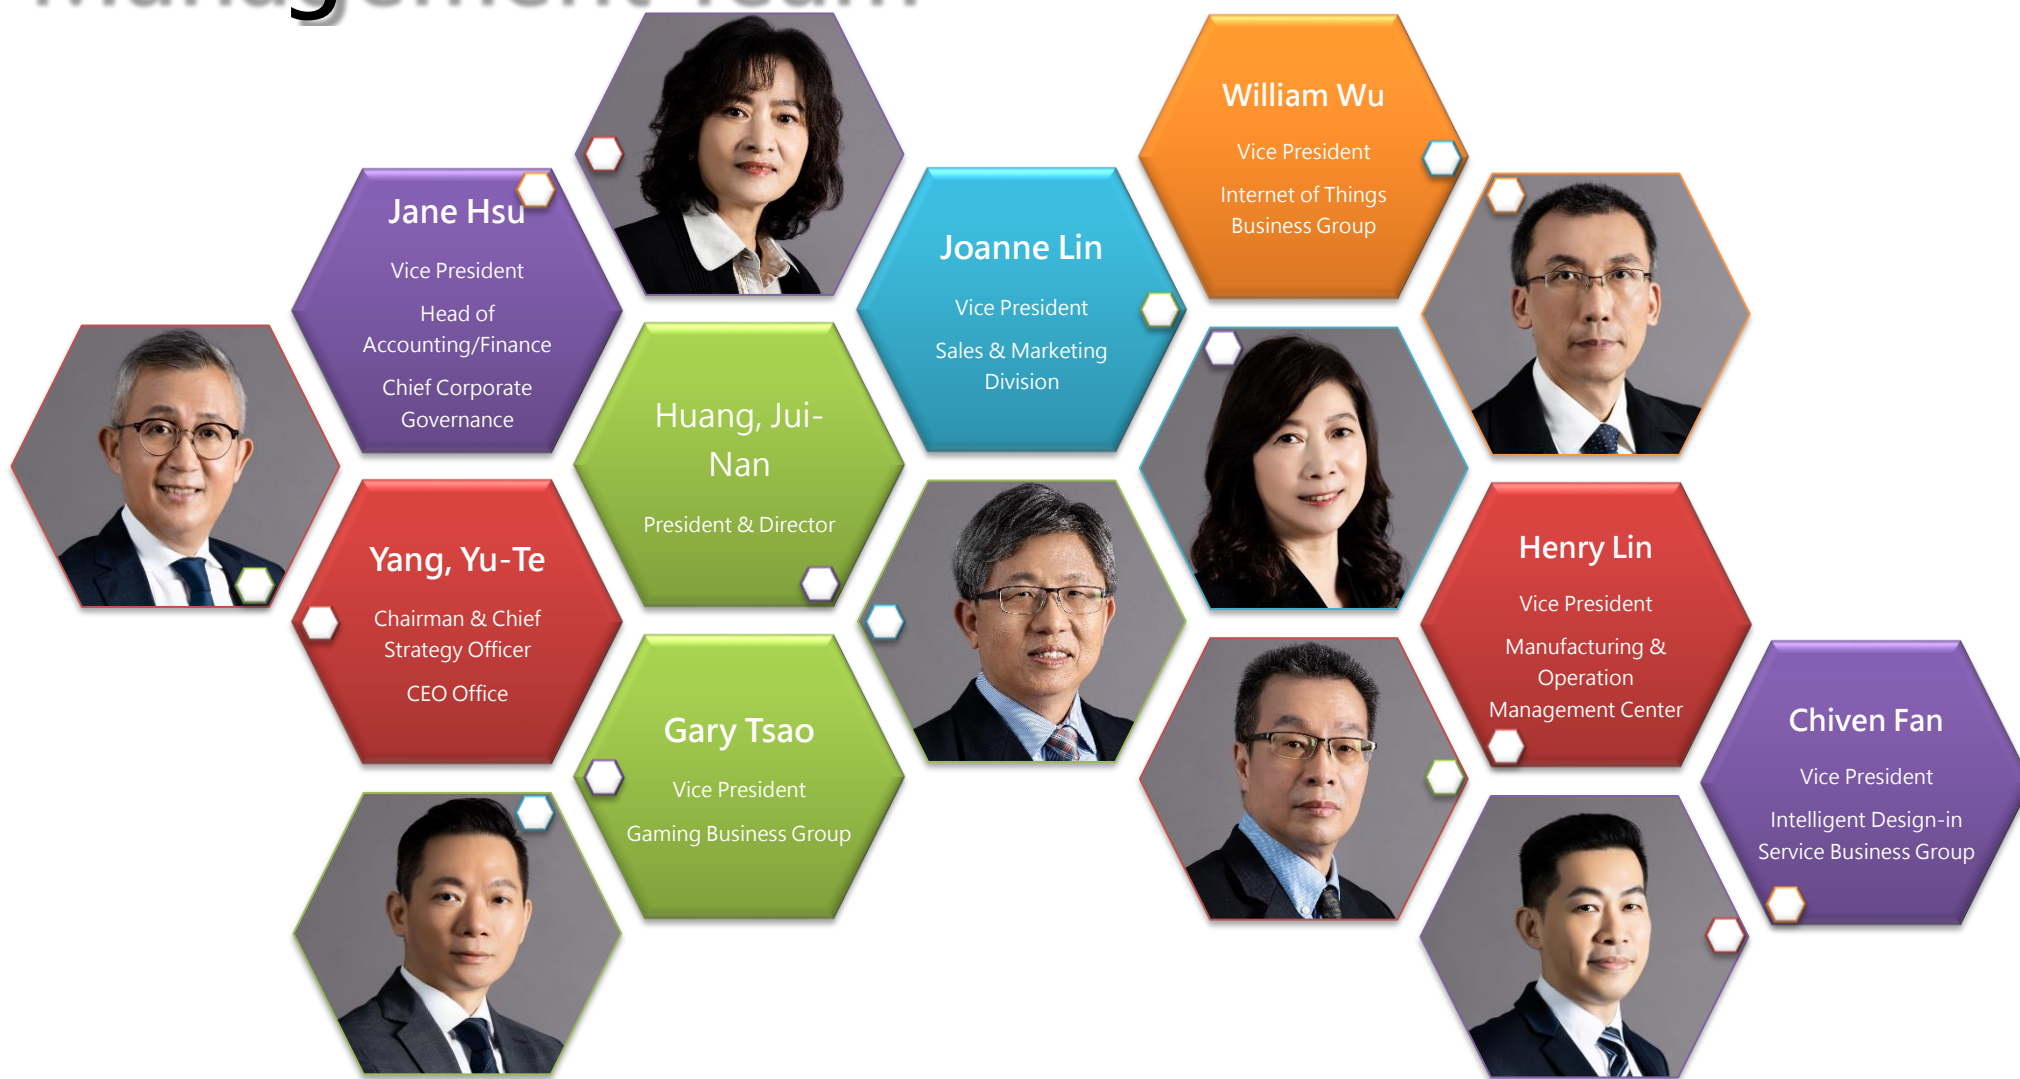 Management Team
William Wu
Vice President
Internet of Things
Business Group
Jane Hsu
Vice President
Head of
Accounting/Finance
Chief Corporate
Governance
Joanne Lin
Vice President
Sales & Marketing
Division
Huang, Jui-
Nan
President & Director
Yang, Yu-Te
Chairman & Chief
Strategy Officer
CEO Office
Henry Lin
Vice President
Manufacturing &
Operation
Management Center
Gary Tsao
Vice President
Gaming Business Group
Chiven Fan
Vice President
Intelligent Design-in
Service Business Group